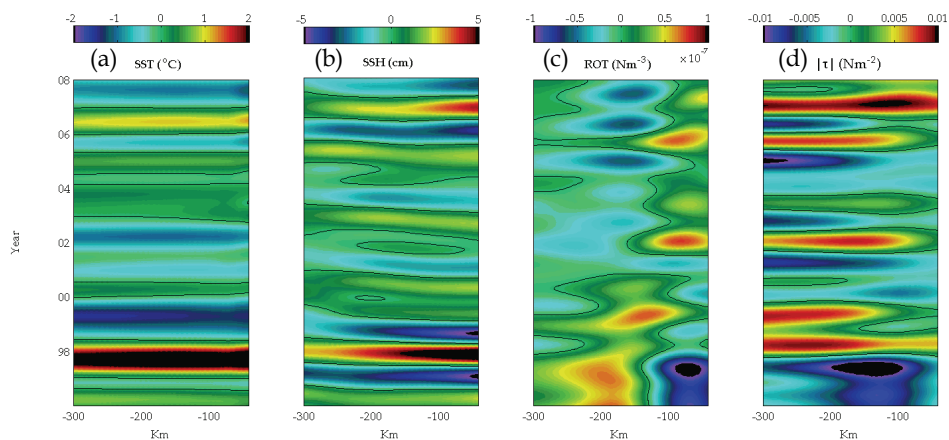 -2 -1 0 1 2
-5 0 5
-1 -0.5 0 0.5 1
-0.01 -0.005 0 0.005 0.01
(a) SST (°C)
(b) SSH (cm)
(c) ROT (Nm⁻³) ×10⁻⁷
(d) |τ| (Nm⁻²)
08
06
04
02
00
98
Year
-300 -200 -100
-300 -200 -100
-300 -200 -100
-300 -200 -100
Km
Km
Km
Km